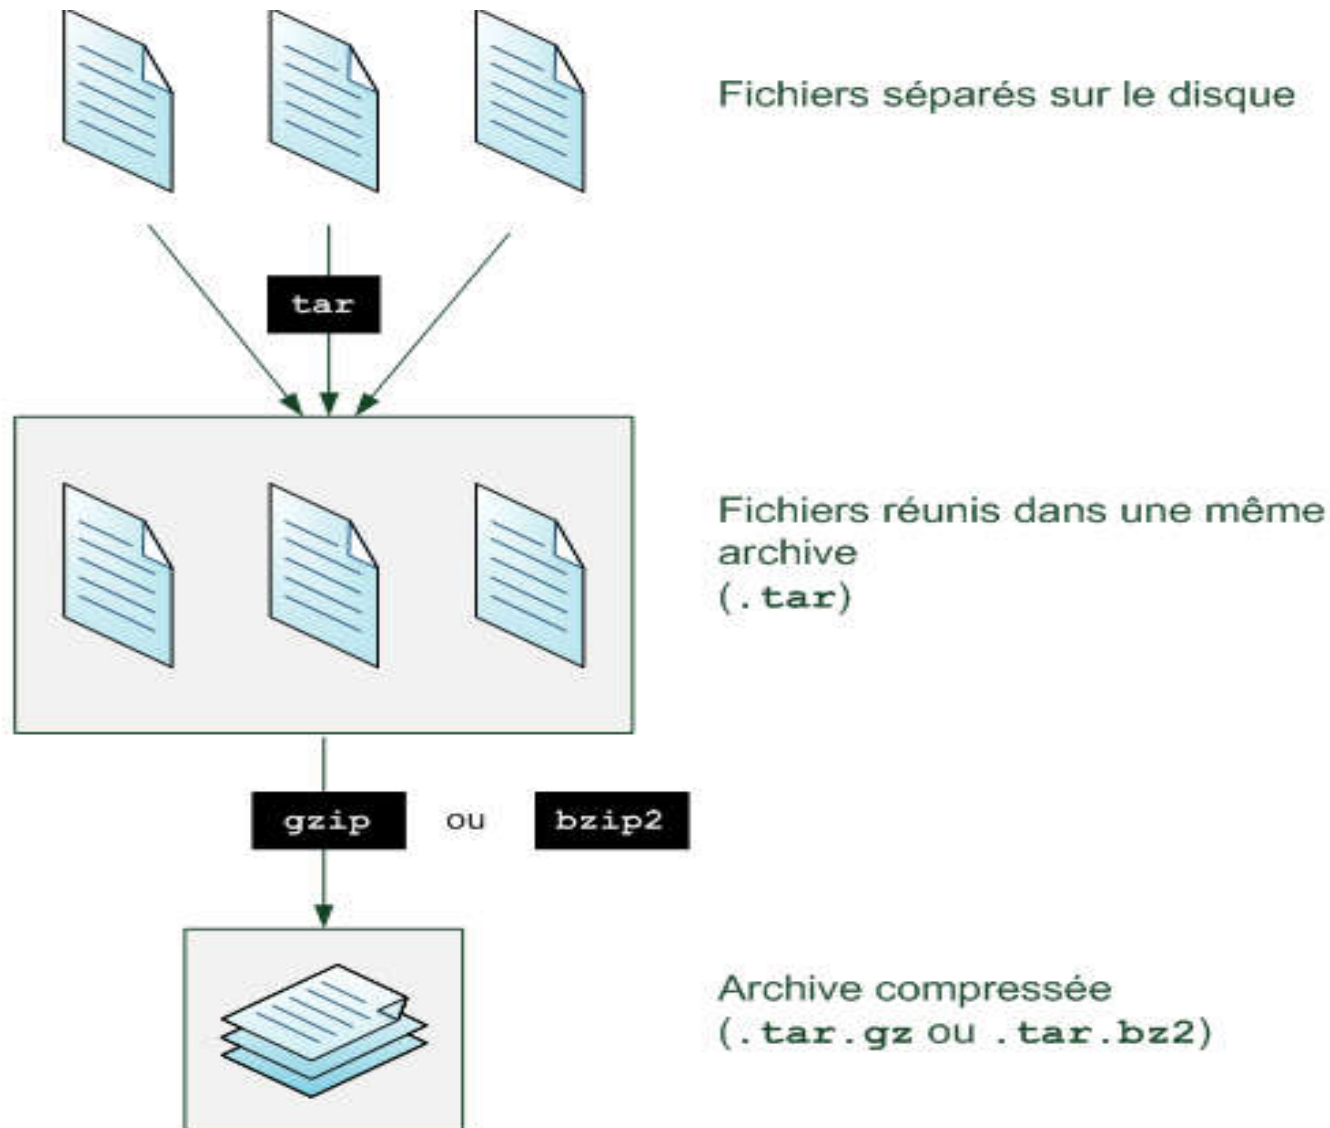 Fichiers séparés sur le disque
tar
Fichiers réunis dans une même
archive
(.tar)
gzip ou bzip2
Archive compressée
(.tar.gz ou .tar.bz2)